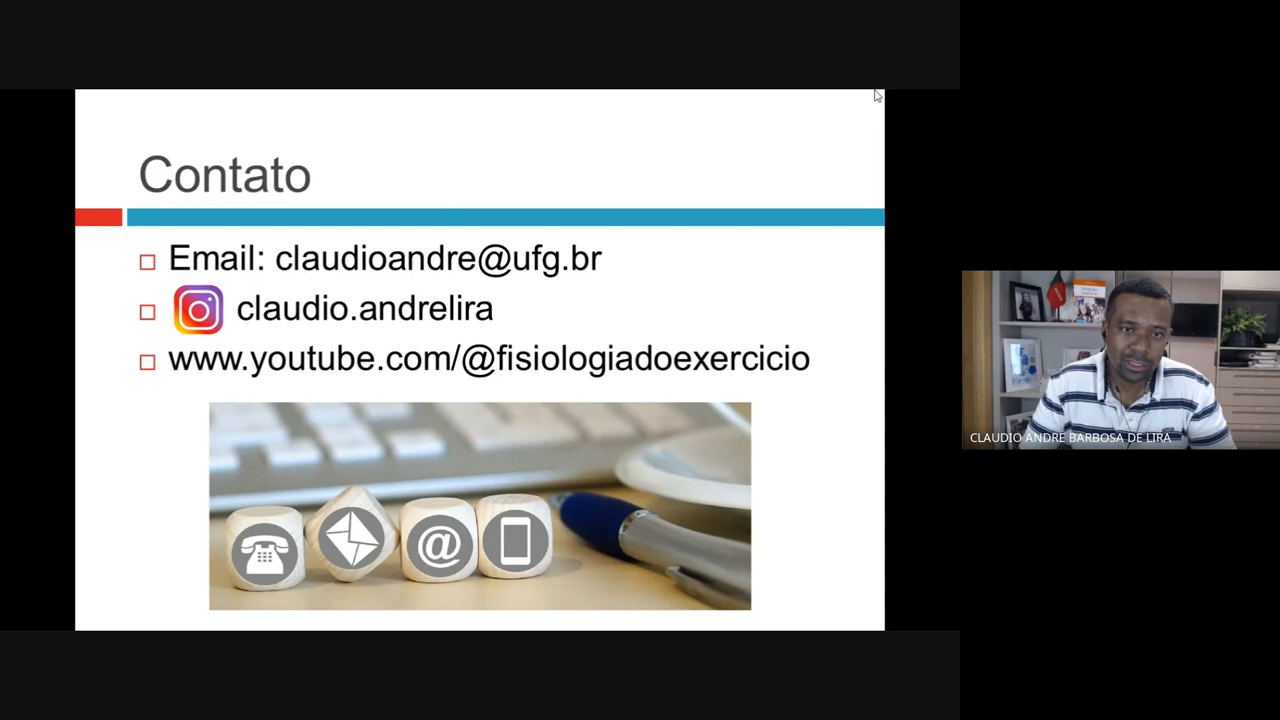 Contato
Email: claudioandre@ufg.br
claudio.andrelira
www.youtube.com/@fisiologiadoexercicio
@
CLAUDIO ANDRE BARBOSA DE LIRA